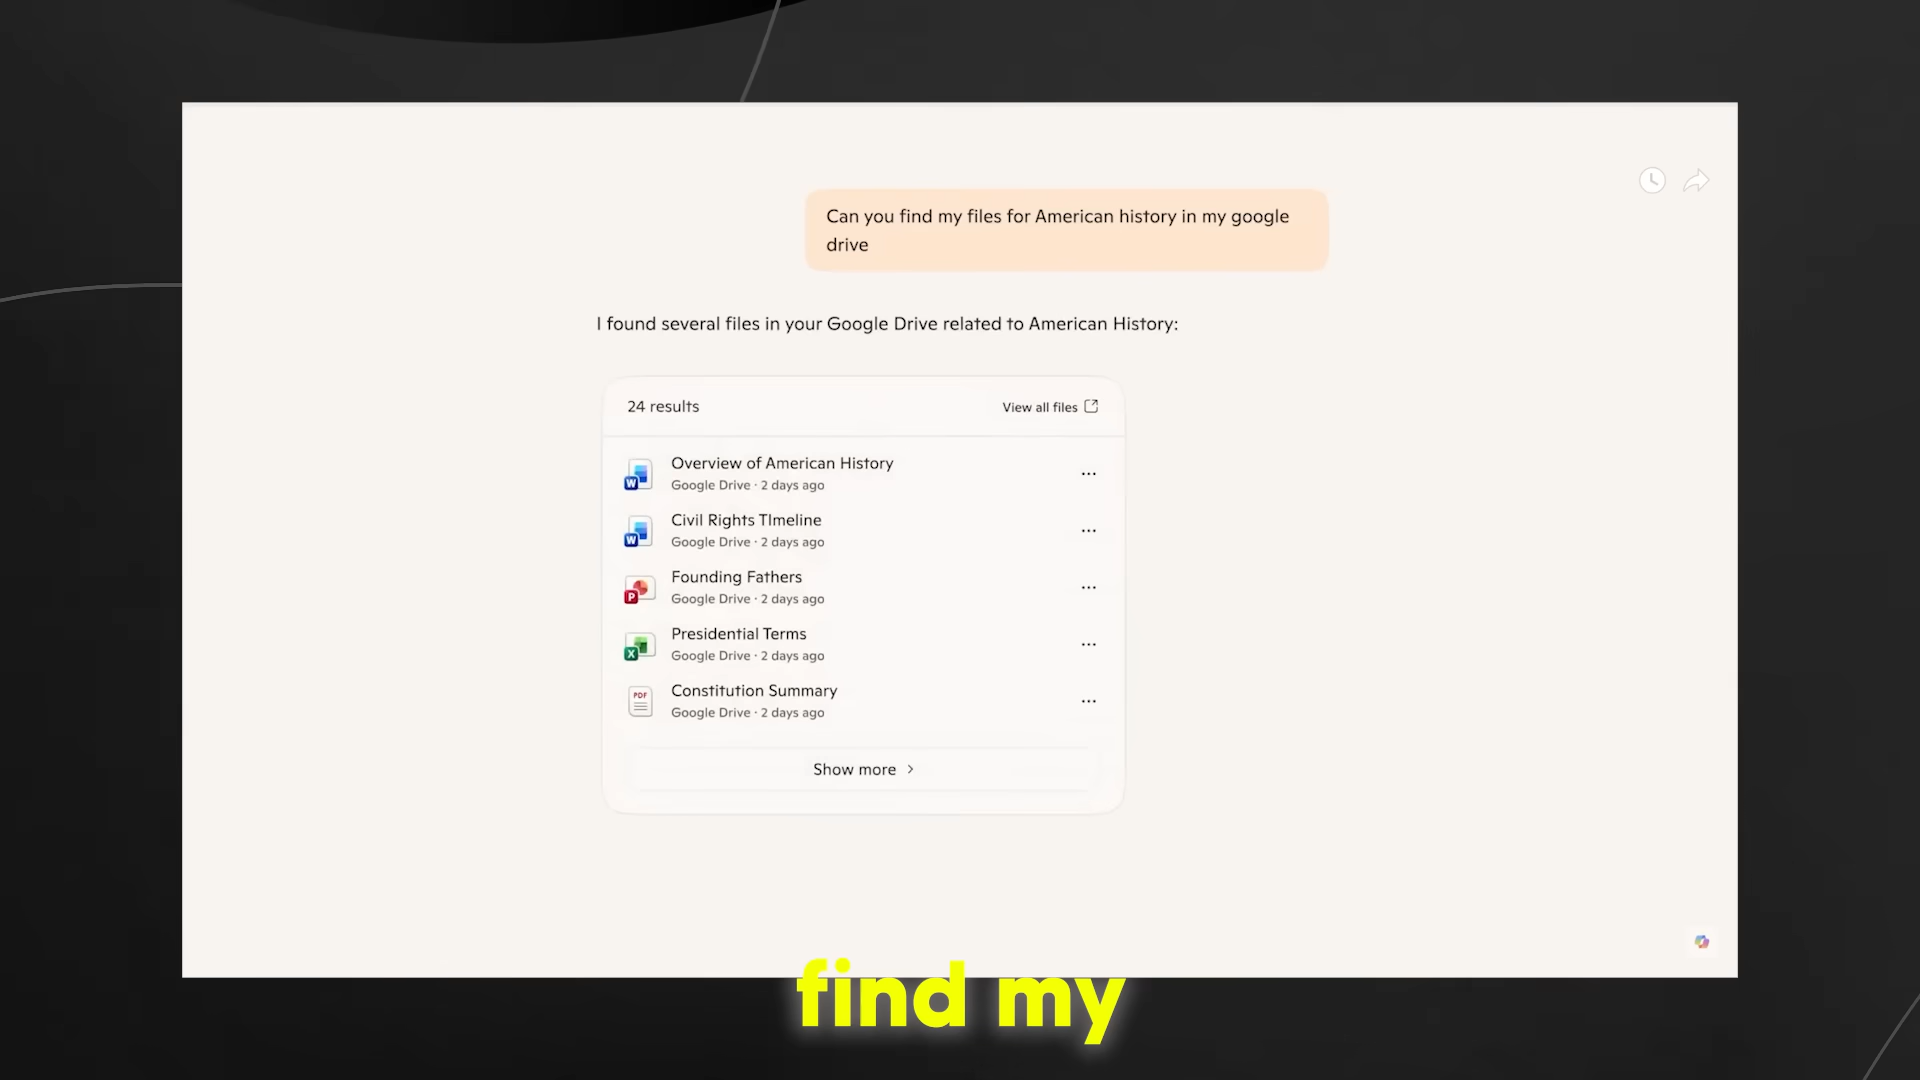 Can you find my files for American history in my google
drive
I found several files in your Google Drive related to American History:
24 results
View all files
W
Overview of American History
Google Drive · 2 days ago
...
W
Civil Rights TImeline
Google Drive · 2 days ago
...
P
Founding Fathers
Google Drive · 2 days ago
...
X
Presidential Terms
Google Drive · 2 days ago
...
PDF
Constitution Summary
Google Drive · 2 days ago
...
Show more >
find my